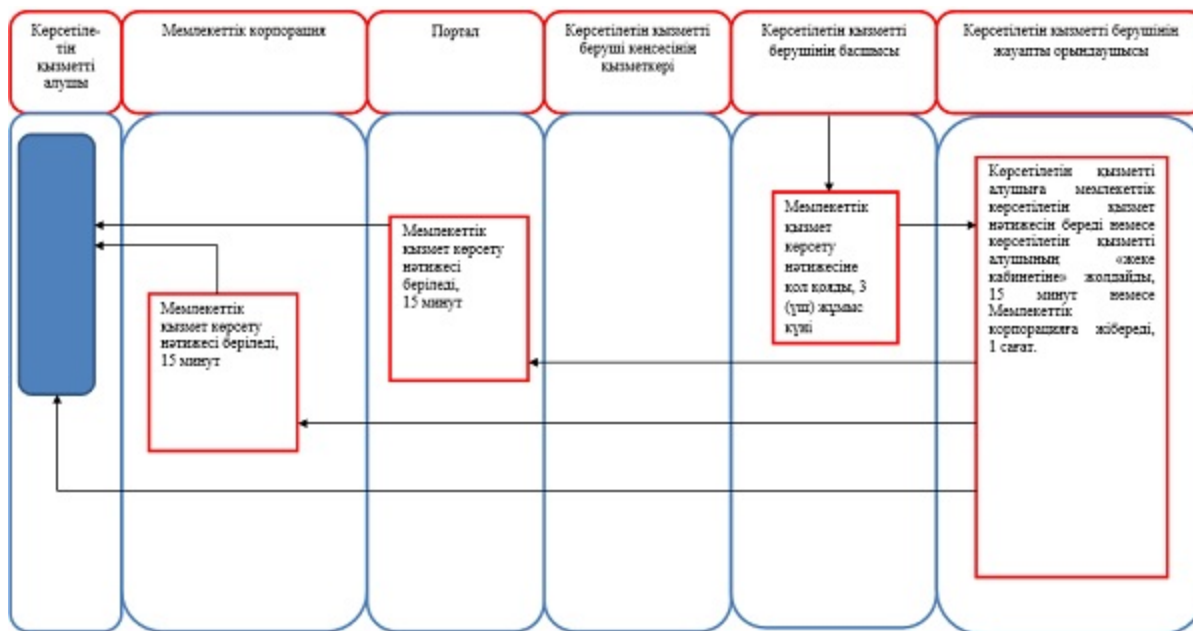 Көрсетіле-
тін
қызметті
алушы
Мемлекеттік корпорация
Портал
Көрсетілетін қызметті
беруші кеңсесінің
қызметкері
Көрсетілетін қызметті
берушінің басшысы
Көрсетілетін қызметті берушінің
жауапты орындаушысы
Мемлекеттік
қызмет көрсету
нәтижесі беріледі,
15 минут
Мемлекеттік
қызмет көрсету
нәтижесі
беріледі,
15 минут
Мемлекеттік
қызмет
көрсету
нәтижесіне
қол қояды, 3
(үш) жұмыс
күні
Көрсетілетін қызметті
алушыға мемлекеттік
көрсетілетін қызмет
нәтижесін береді немесе
көрсетілетін қызметті
алушының «жеке
кабинетіне» жолдайды,
15 минут немесе
Мемлекеттік
корпорацияға жібереді,
1 сағат.